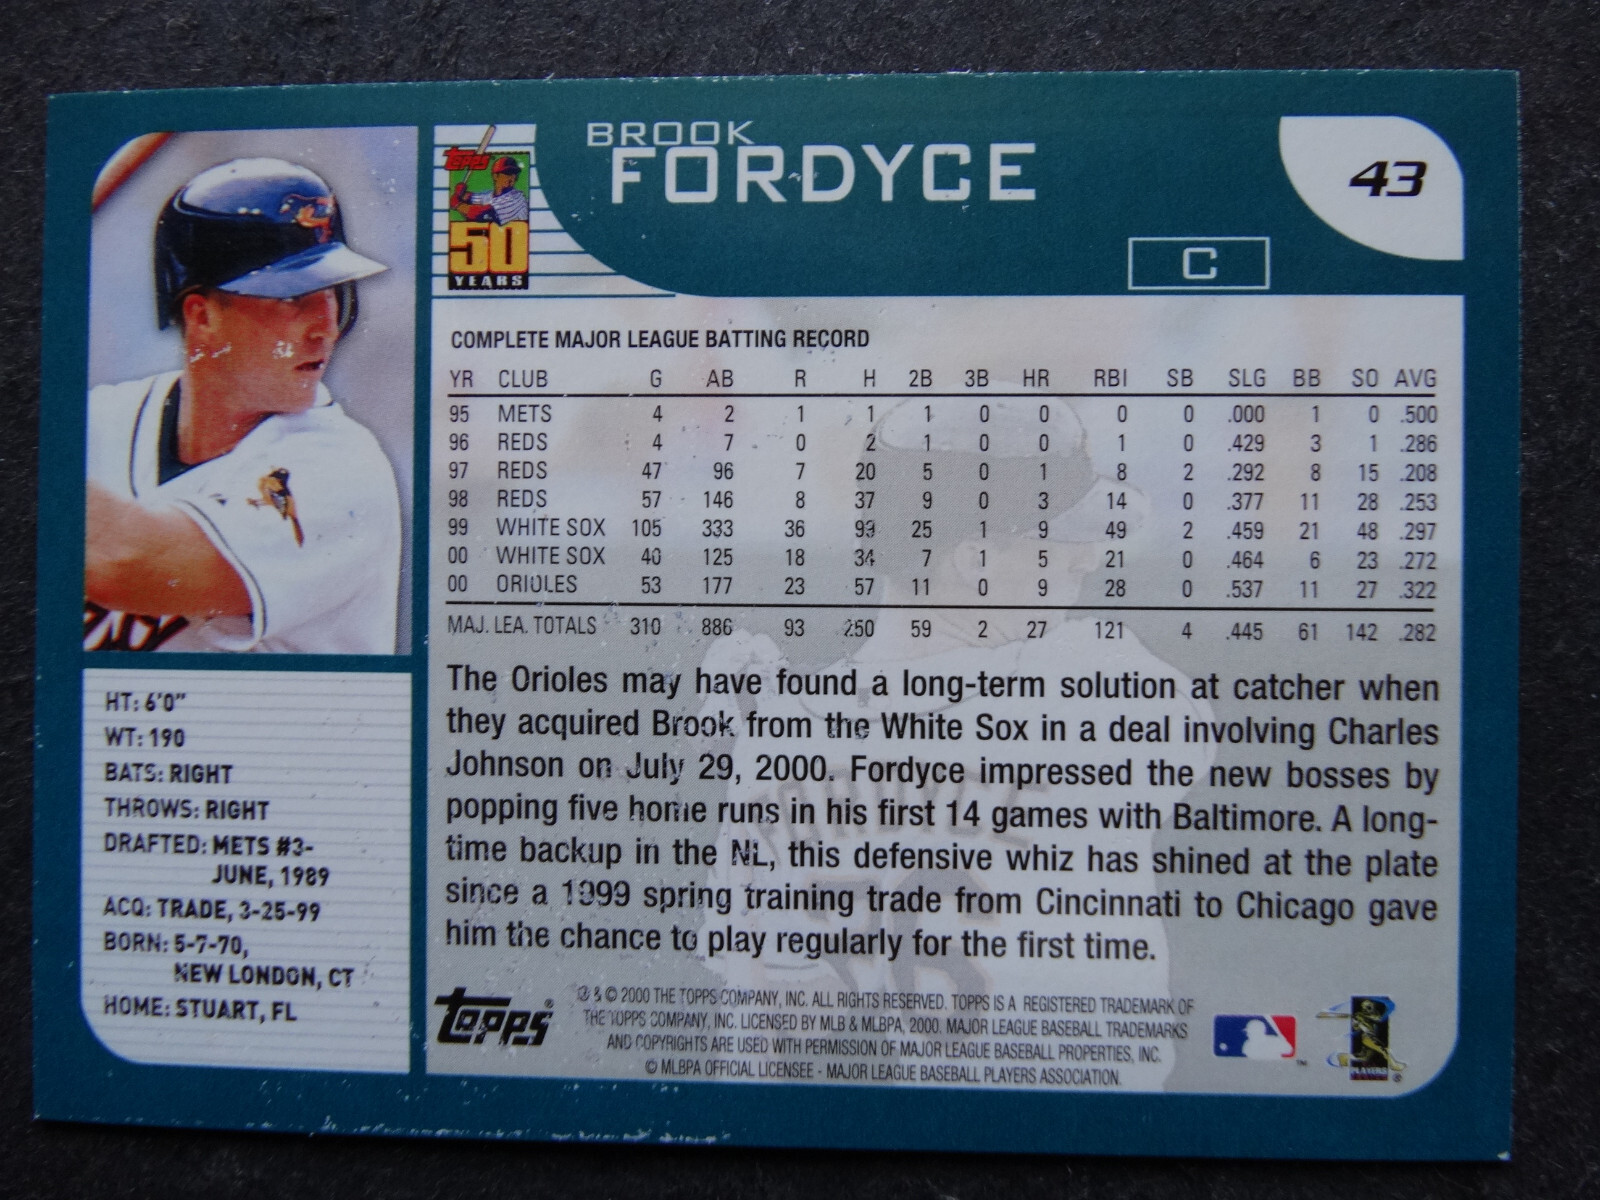 BROOK
FORDYCE
43
Topps
50
YEARS
C
COMPLETE MAJOR LEAGUE BATTING RECORD
YR CLUB G AB R H 2B 3B HR RBI SB SLG BB SO AVG
95 METS 4 2 1 1 1 0 0 0 0 .000 1 0 .500
96 REDS 4 7 0 2 1 0 0 1 0 .429 3 1 .286
97 REDS 47 96 7 20 5 0 1 8 2 .292 8 15 .208
98 REDS 57 146 8 37 9 0 3 14 0 .377 11 28 .253
99 WHITE SOX 105 333 36 99 25 1 9 49 2 .459 21 48 .297
00 WHITE SOX 40 125 18 34 7 1 5 21 0 .464 6 23 .272
00 ORIOLES 53 177 23 57 11 0 9 28 0 .537 11 27 .322
MAJ. LEA. TOTALS 310 886 93 250 59 2 27 121 4 .445 61 142 .282
HT: 6'0"
WT: 190
BATS: RIGHT
THROWS: RIGHT
DRAFTED: METS #3-
JUNE, 1989
ACQ: TRADE, 3-25-99
BORN: 5-7-70,
NEW LONDON, CT
HOME: STUART, FL
The Orioles may have found a long-term solution at catcher when
they acquired Brook from the White Sox in a deal involving Charles
Johnson on July 29, 2000. Fordyce impressed the new bosses by
popping five home runs in his first 14 games with Baltimore. A long-
time backup in the NL, this defensive whiz has shined at the plate
since a 1999 spring training trade from Cincinnati to Chicago gave
him the chance to play regularly for the first time.
Topps®
® & © 2000 THE TOPPS COMPANY, INC. ALL RIGHTS RESERVED. TOPPS IS A REGISTERED TRADEMARK OF
THE TOPPS COMPANY, INC. LICENSED BY MLB & MLBPA, 2000. MAJOR LEAGUE BASEBALL TRADEMARKS
AND COPYRIGHTS ARE USED WITH PERMISSION OF MAJOR LEAGUE BASEBALL PROPERTIES, INC.
© MLBPA OFFICIAL LICENSEE - MAJOR LEAGUE BASEBALL PLAYERS ASSOCIATION.
™
PLAYERS
®